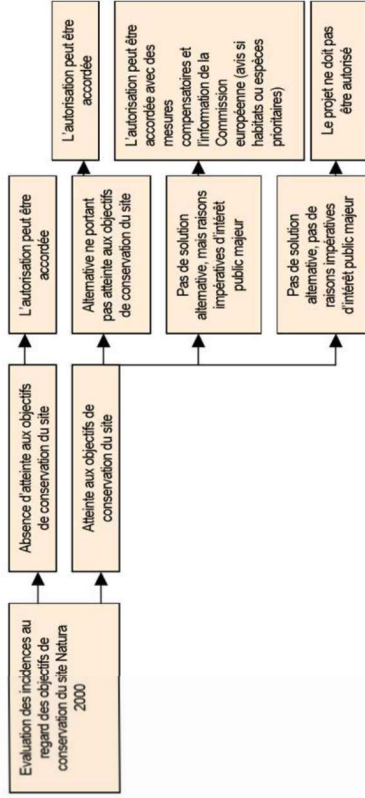 Evaluation des incidences au
regard des objectifs de
conservation du site Natura
2000
Absence d'atteinte aux objectifs
de conservation du site
L'autorisation peut être
accordée
Atteinte aux objectifs de
conservation du site
Alternative ne portant
pas atteinte aux objectifs
de conservation du site
L'autorisation peut être
accordée
Pas de solution
alternative, mais raisons
impératives d'intérêt
public majeur
L'autorisation peut être
accordée avec des
mesures
compensatoires et
l'information de la
Commission
européenne (avis si
habitats ou espèces
prioritaires)
Pas de solution
alternative, pas de
raisons impératives
d'intérêt public majeur
Le projet ne doit pas
être autorisé